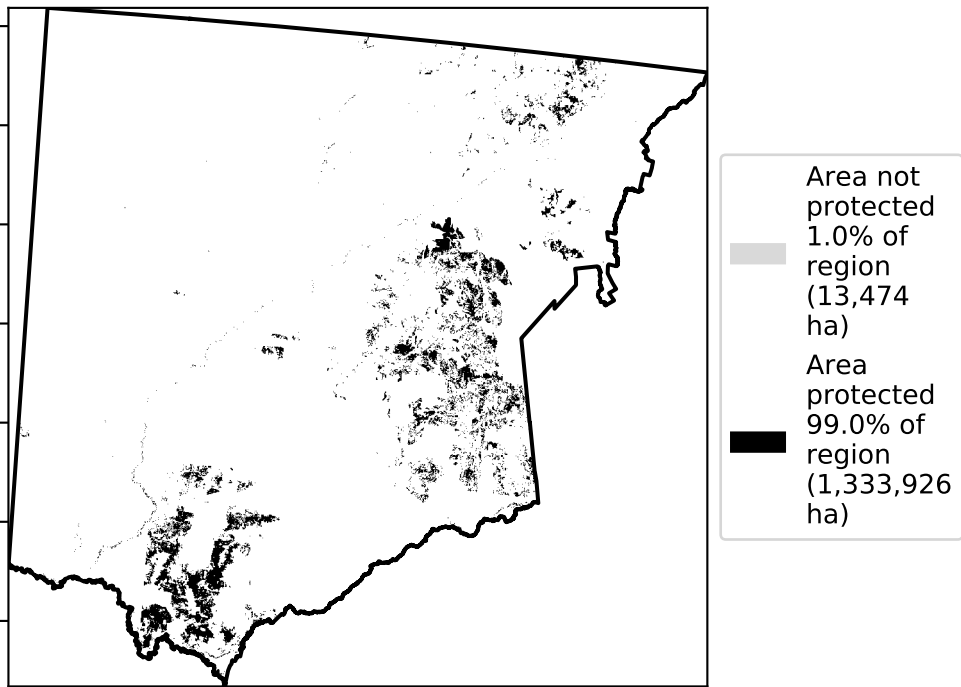 Area not
protected
1.0% of
region
(13,474
ha)
Area
protected
99.0% of
region
(1,333,926
ha)